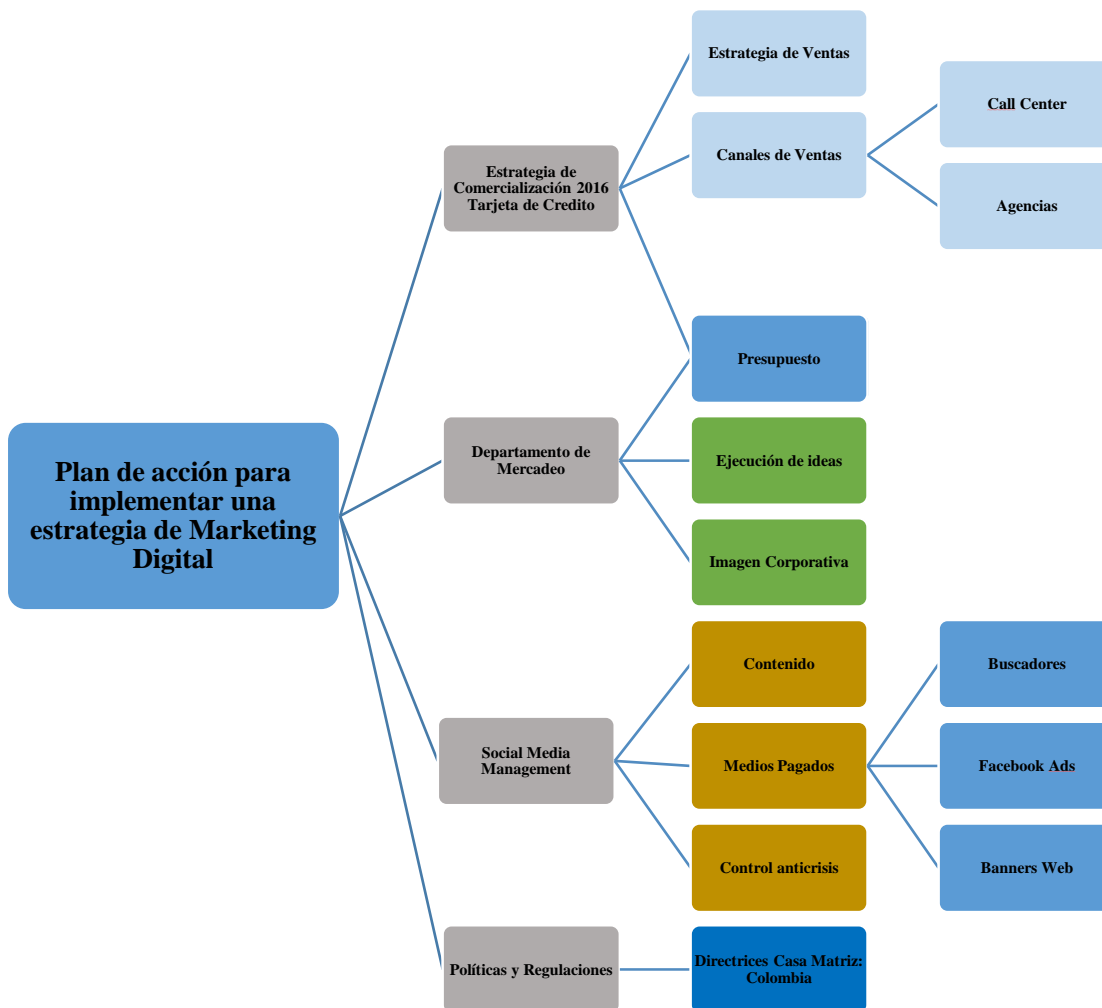 Plan de acción para
implementar una
estrategia de Marketing
Digital
Estrategia de
Comercialización 2016
Tarjeta de Credito
Estrategia de Ventas
Canales de Ventas
Call Center
Agencias
Presupuesto
Departamento de
Mercadeo
Ejecución de ideas
Imagen Corporativa
Social Media
Management
Contenido
Medios Pagados
Control anticrisis
Buscadores
Facebook Ads
Banners Web
Políticas y Regulaciones
Directrices Casa Matriz:
Colombia